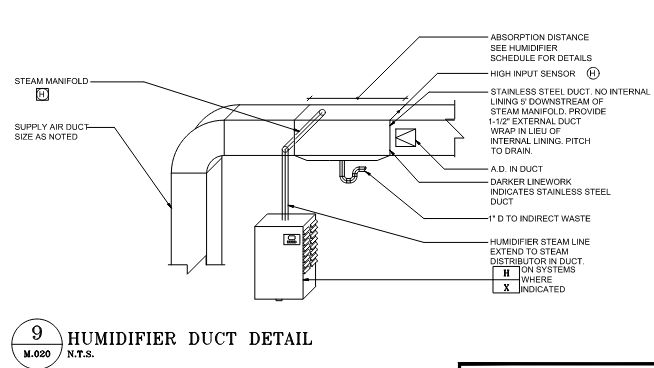 ABSORPTION DISTANCE
SEE HUMIDIFIER
SCHEDULE FOR DETAILS
HIGH INPUT SENSOR H
STEAM MANIFOLD
H
STAINLESS STEEL DUCT. NO INTERNAL
LINING 5' DOWNSTREAM OF
STEAM MANIFOLD. PROVIDE
1-1/2" EXTERNAL DUCT
WRAP IN LIEU OF
INTERNAL LINING. PITCH
TO DRAIN.
SUPPLY AIR DUCT
SIZE AS NOTED
A.D. IN DUCT
DARKER LINEWORK
INDICATES STAINLESS STEEL
DUCT
1" D TO INDIRECT WASTE
HUMIDIFIER STEAM LINE
EXTEND TO STEAM
DISTRIBUTOR IN DUCT.
H
X
ON SYSTEMS
WHERE
INDICATED
9
M.020
HUMIDIFIER DUCT DETAIL
N.T.S.